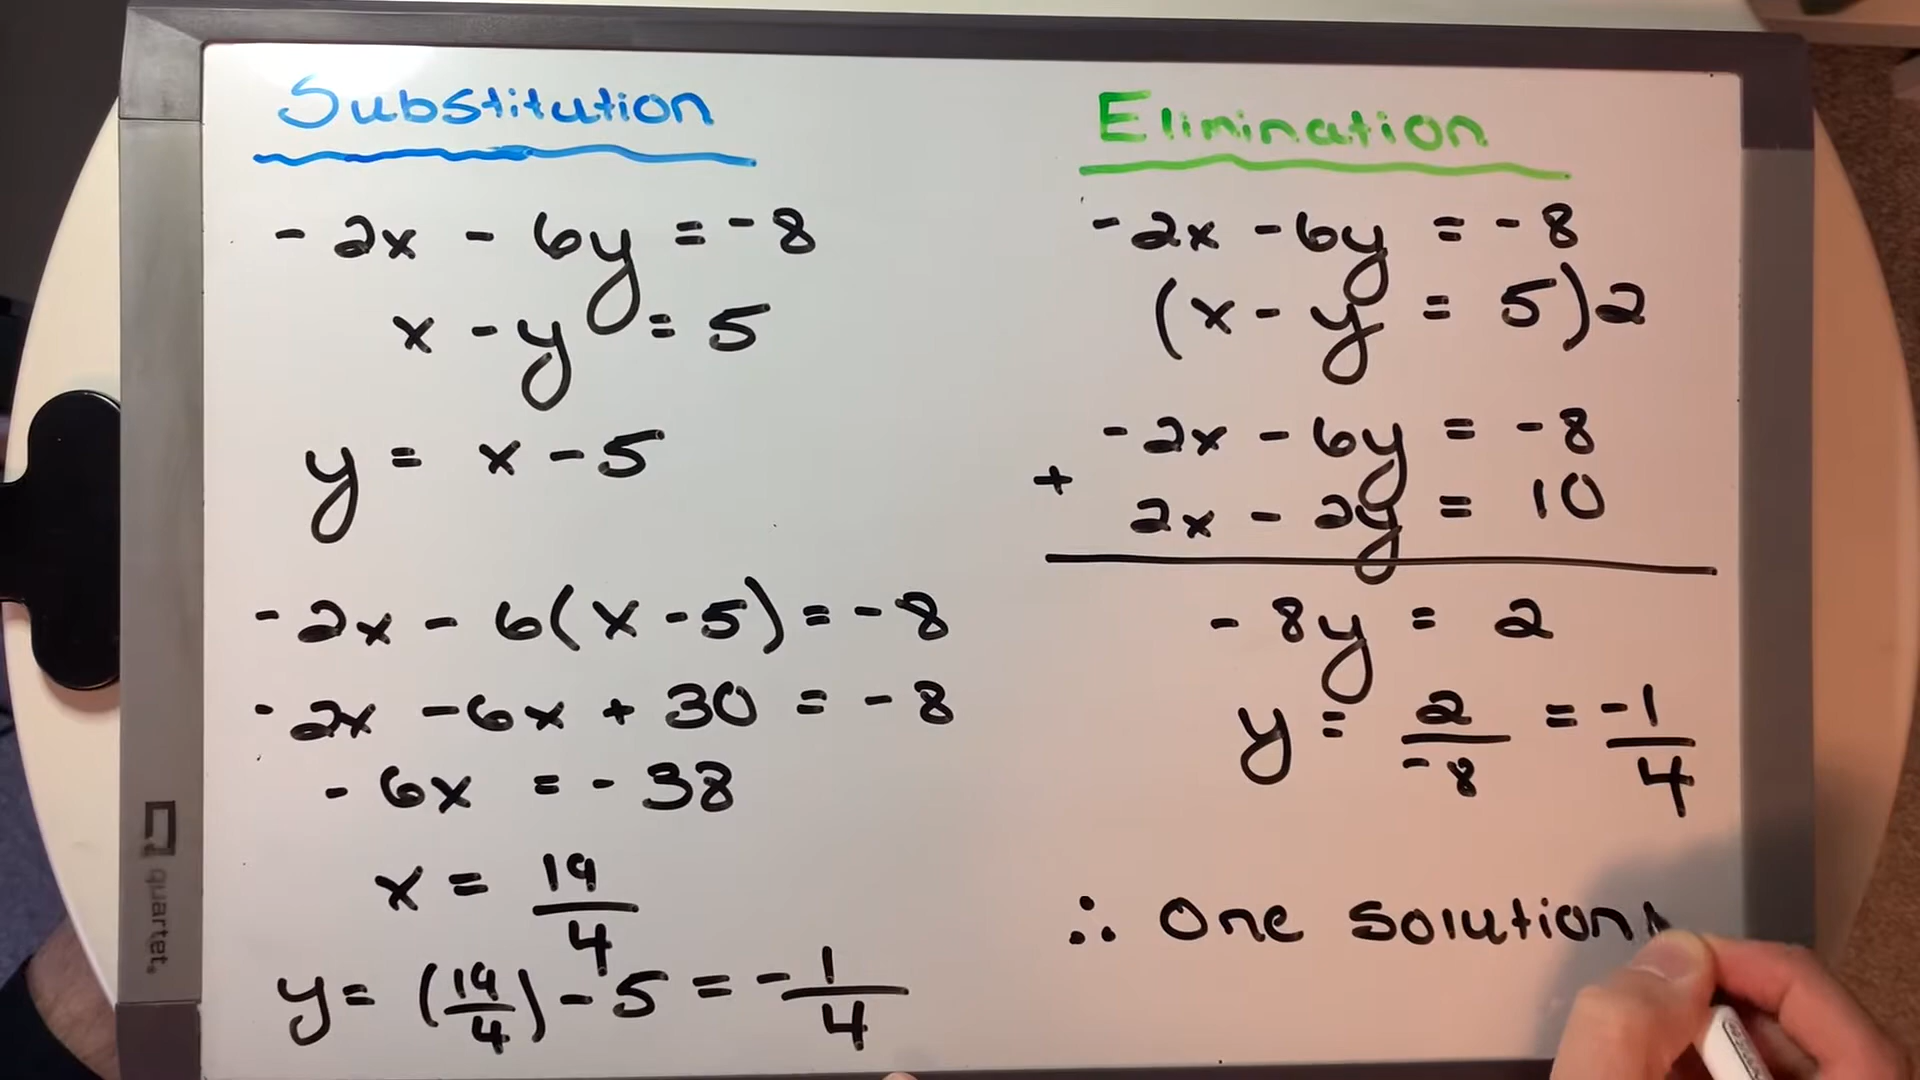 Substitution
-2x - 6y = -8
x - y = 5
y = x - 5
-2x - 6(x - 5) = -8
-2x - 6x + 30 = -8
-6x = -38
x = 19/4
y = (19/4) - 5 = -1/4
Elimination
-2x - 6y = -8
(x - y = 5)2
-2x - 6y = -8
+ 2x - 2y = 10
-8y = 2
y = 2/-8 = -1/4
∴ One solution
quartet.